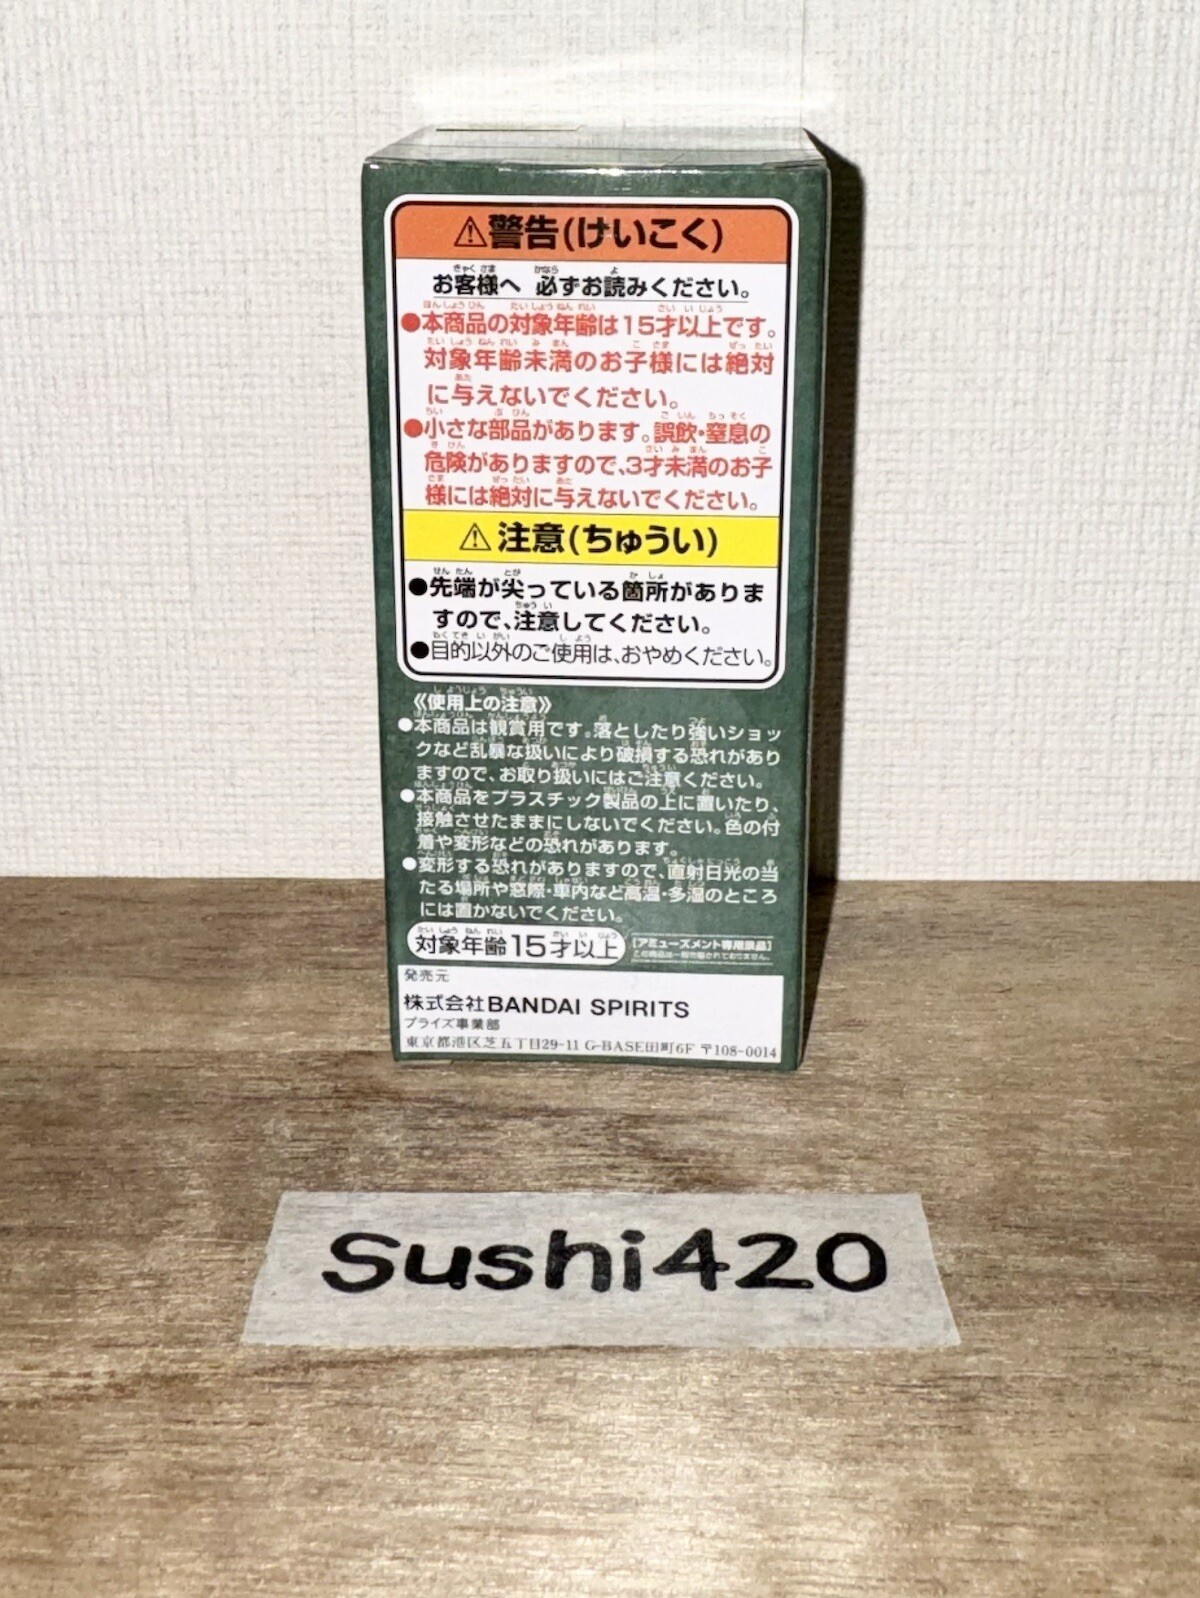 ⚠警告(けいこく)
お客様へ 必ずお読みください。
●本商品の対象年齢は15才以上です。
対象年齢未満のお子様には絶対
に与えないでください。
●小さな部品があります。誤飲・窒息の
危険がありますので、3才未満のお子
様には絶対に与えないでください。
⚠注意(ちゅうい)
●先端が尖っている箇所がありま
すので、注意してください。
●目的以外のご使用は、おやめください。
《使用上の注意》
●本商品は観賞用です。落としたり強いショッ
クなど乱暴な扱いにより破損する恐れがあり
ますので、お取り扱いにはご注意ください。
●本商品をプラスチック製品の上に置いたり、
接触させたままにしないでください。色の付
着や変形などの恐れがあります。
●変形する恐れがありますので、直射日光の当
たる場所や窓際・車内など高温・多湿のところ
には置かないでください。
対象年齢15才以上
[アミューズメント専用景品]
この商品は一般市販されておりません。
発売元
株式会社BANDAI SPIRITS
プライズ事業部
東京都港区芝五丁目29-11 G-BASE田町6F 〒108-0014
Sushi420